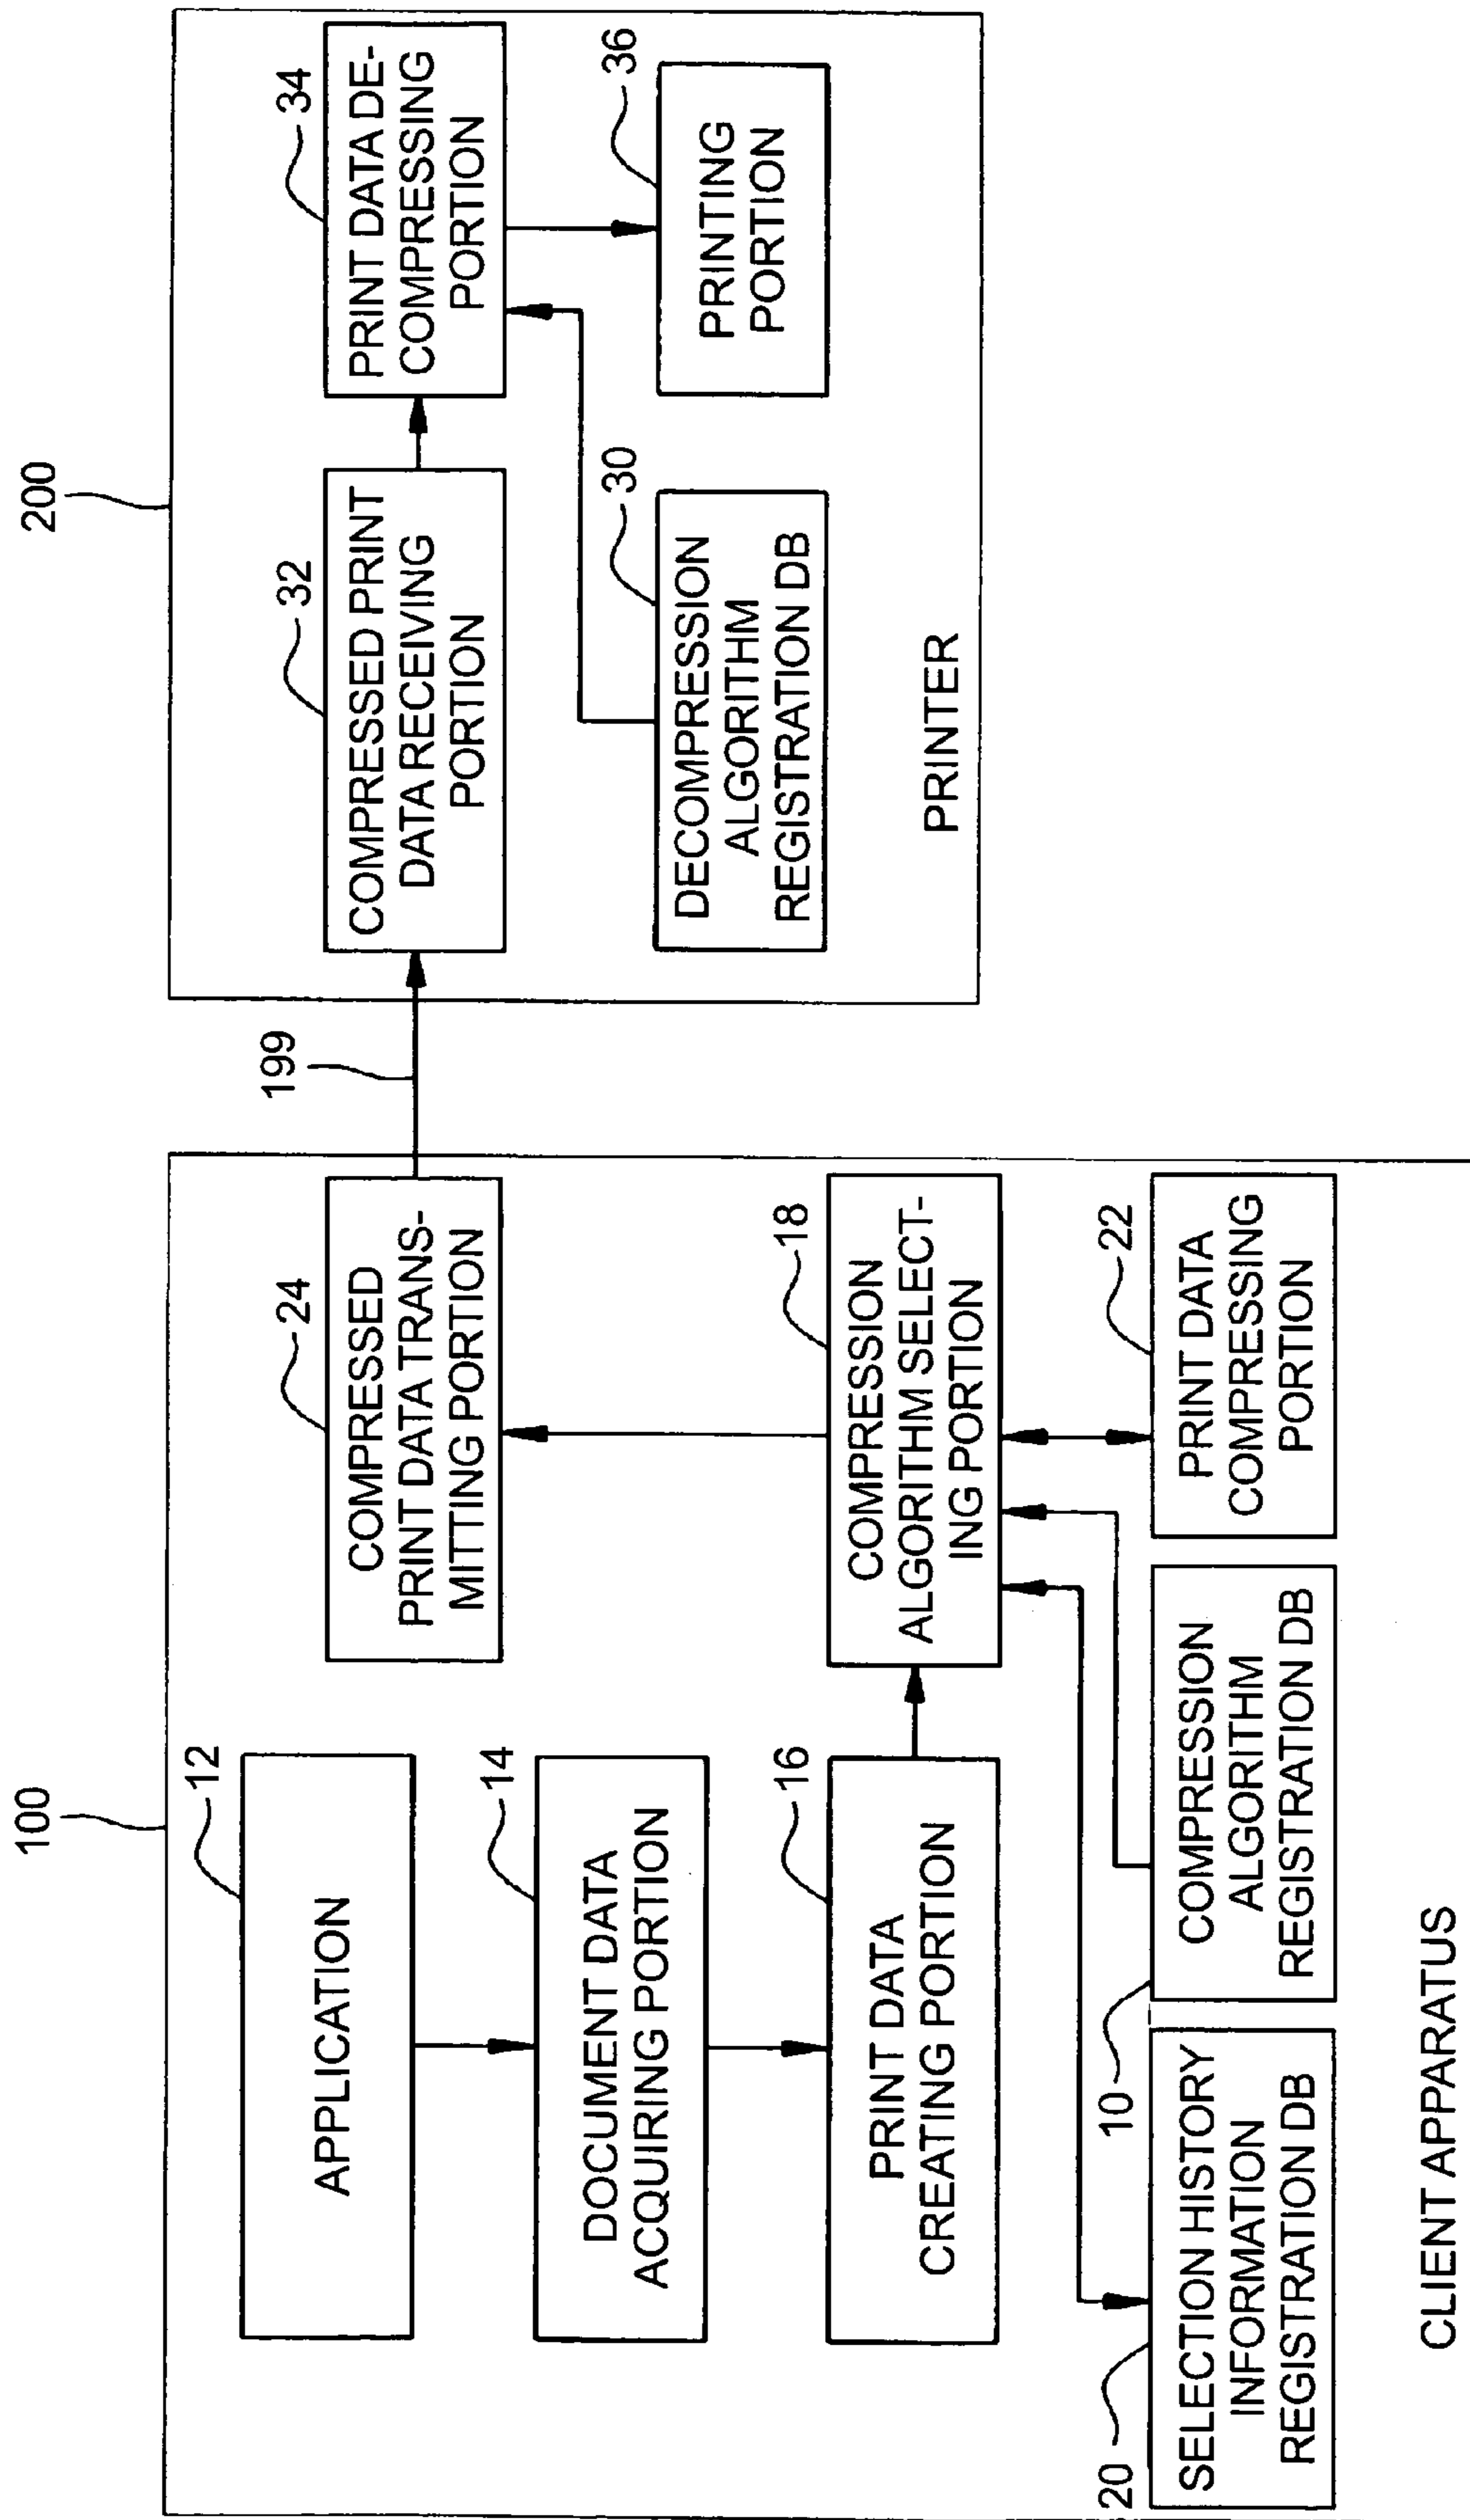 100
12
APPLICATION
14
DOCUMENT DATA
ACQUIRING PORTION
16
PRINT DATA
CREATING PORTION
20
SELECTION HISTORY
INFORMATION
REGISTRATION DB
10
COMPRESSION
ALGORITHM
REGISTRATION DB
24
COMPRESSED
PRINT DATA TRANS-
MITTING PORTION
18
COMPRESSION
ALGORITHM SELECT-
ING PORTION
22
PRINT DATA
COMPRESSING
PORTION
CLIENT APPARATUS
199
200
32
COMPRESSED PRINT
DATA RECEIVING
PORTION
34
PRINT DATA DE-
COMPRESSING
PORTION
30
DECOMPRESSION
ALGORITHM
REGISTRATION DB
36
PRINTING
PORTION
PRINTER